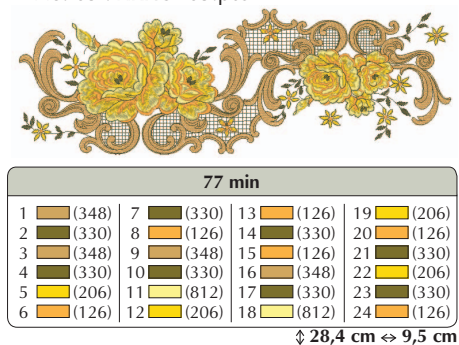 77 min
1 (348) 7 (330) 13 (126) 19 (206)
2 (330) 8 (126) 14 (330) 20 (126)
3 (348) 9 (348) 15 (126) 21 (330)
4 (330) 10 (330) 16 (348) 22 (206)
5 (206) 11 (812) 17 (330) 23 (330)
6 (126) 12 (206) 18 (812) 24 (126)
⇕ 28,4 cm ⇔ 9,5 cm